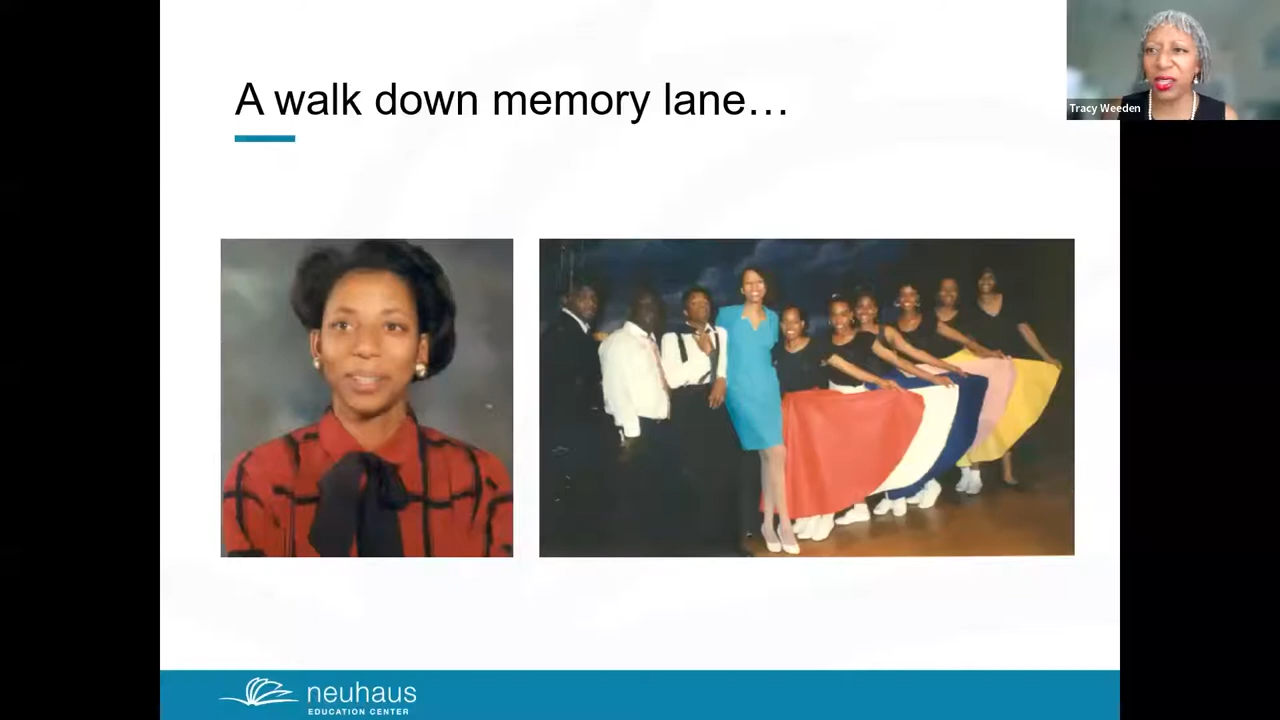 A walk down memory lane…
Tracy Weeden
neuhaus
EDUCATION CENTER